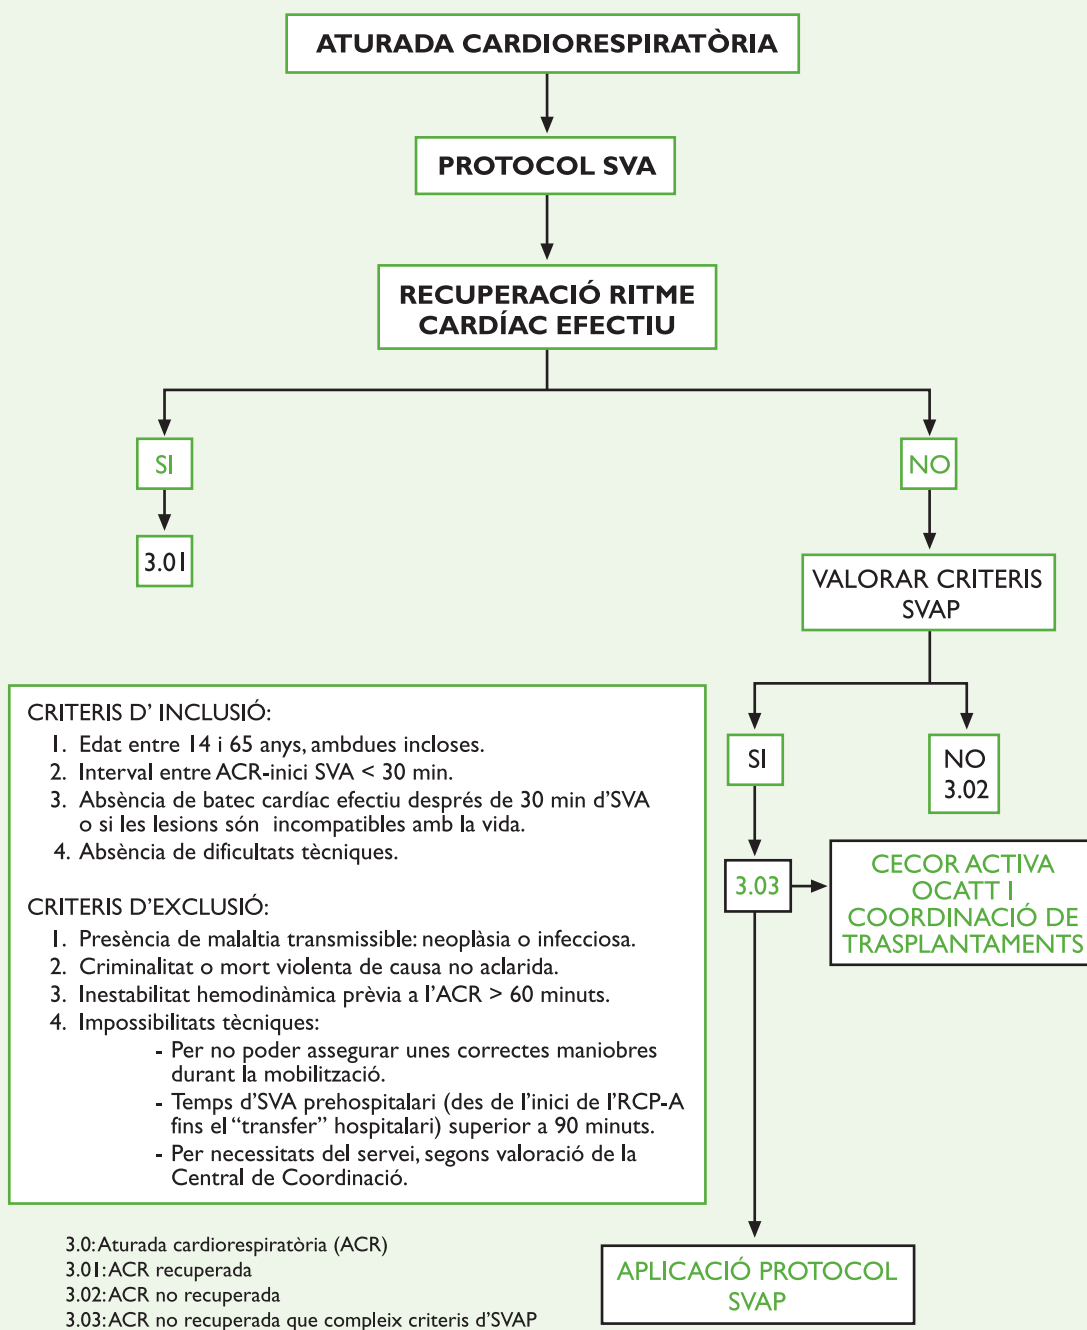 ATURADA CARDIORESPIRATÒRIA
PROTOCOL SVA
RECUPERACIÓ RITME
CARDÍAC EFECTIU
SI
NO
3.01
VALORAR CRITERIS
SVAP
SI
NO
3.02
3.03
CECOR ACTIVA
OCATT I
COORDINACIÓ DE
TRASPLANTAMENTS
CRITERIS D' INCLUSIÓ:
1. Edat entre 14 i 65 anys, ambdues incloses.
2. Interval entre ACR-inici SVA < 30 min.
3. Absència de batec cardíac efectiu després de 30 min d'SVA
o si les lesions són incompatibles amb la vida.
4. Absència de dificultats tècniques.
CRITERIS D'EXCLUSIÓ:
1. Presència de malaltia transmissible: neoplàsia o infecciosa.
2. Criminalitat o mort violenta de causa no aclarida.
3. Inestabilitat hemodinàmica prèvia a l'ACR > 60 minuts.
4. Impossibilitats tècniques:
- Per no poder assegurar unes correctes maniobres
durant la mobilització.
- Temps d'SVA prehospitalari (des de l'inici de l'RCP-A
fins el "transfer" hospitalari) superior a 90 minuts.
- Per necessitats del servei, segons valoració de la
Central de Coordinació.
3.0: Aturada cardiorespiratòria (ACR)
3.01: ACR recuperada
3.02: ACR no recuperada
3.03: ACR no recuperada que compleix criteris d'SVAP
APLICACIÓ PROTOCOL
SVAP